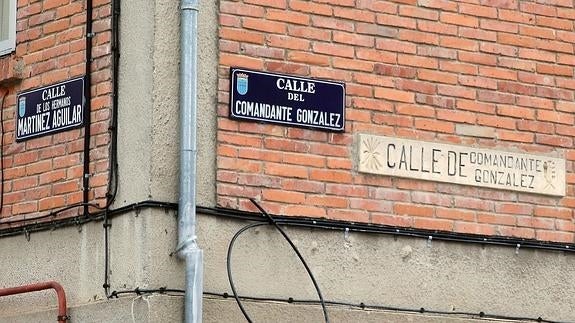 CALLE
DE LOS HERMANOS
MARTINEZ AGUILAR
CALLE
DEL
COMANDANTE GONZALEZ
CALLE DE COMANDANTE
GONZALEZ